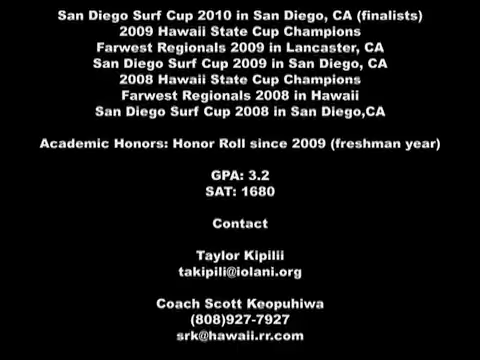 San Diego Surf Cup 2010 in San Diego, CA (finalists)
2009 Hawaii State Cup Champions
Farwest Regionals 2009 in Lancaster, CA
San Diego Surf Cup 2009 in San Diego, CA
2008 Hawaii State Cup Champions
Farwest Regionals 2008 in Hawaii
San Diego Surf Cup 2008 in San Diego,CA
Academic Honors: Honor Roll since 2009 (freshman year)
GPA: 3.2
SAT: 1680
Contact
Taylor Kipilii
takipili@iolani.org
Coach Scott Keopuhiwa
(808)927-7927
srk@hawaii.rr.com